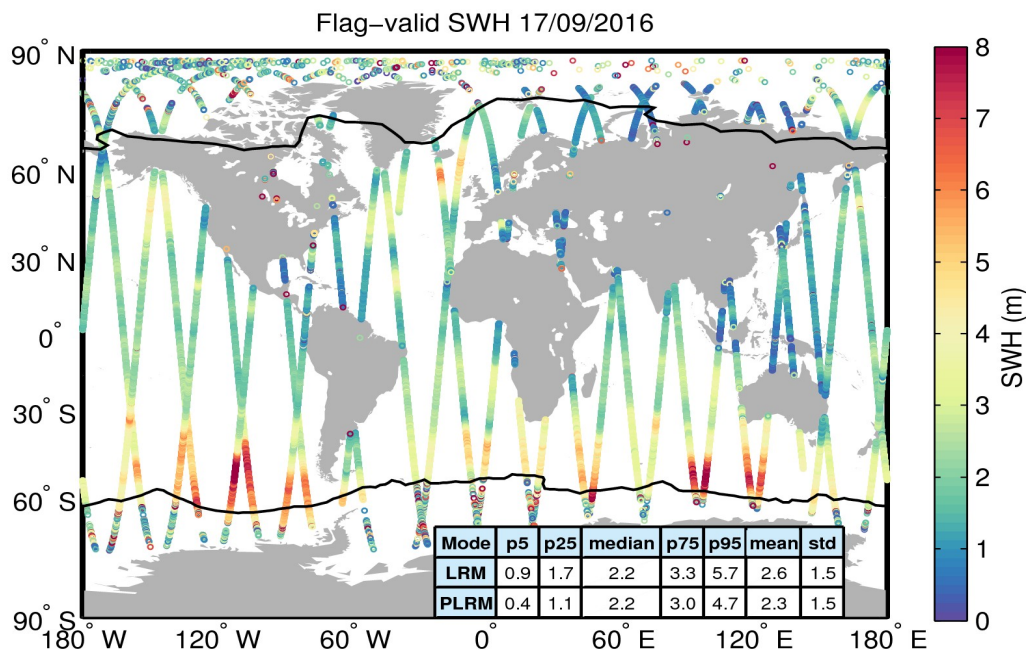 Flag−valid SWH 17/09/2016
90° N
60° N
30° N
0°
30° S
60° S
90° S
180° W
120° W
60° W
0°
60° E
120° E
180° E
8
7
6
5
4
3
2
1
0
SWH (m)
Mode p5 p25 median p75 p95 mean std
LRM 0.9 1.7 2.2 3.3 5.7 2.6 1.5
PLRM 0.4 1.1 2.2 3.0 4.7 2.3 1.5